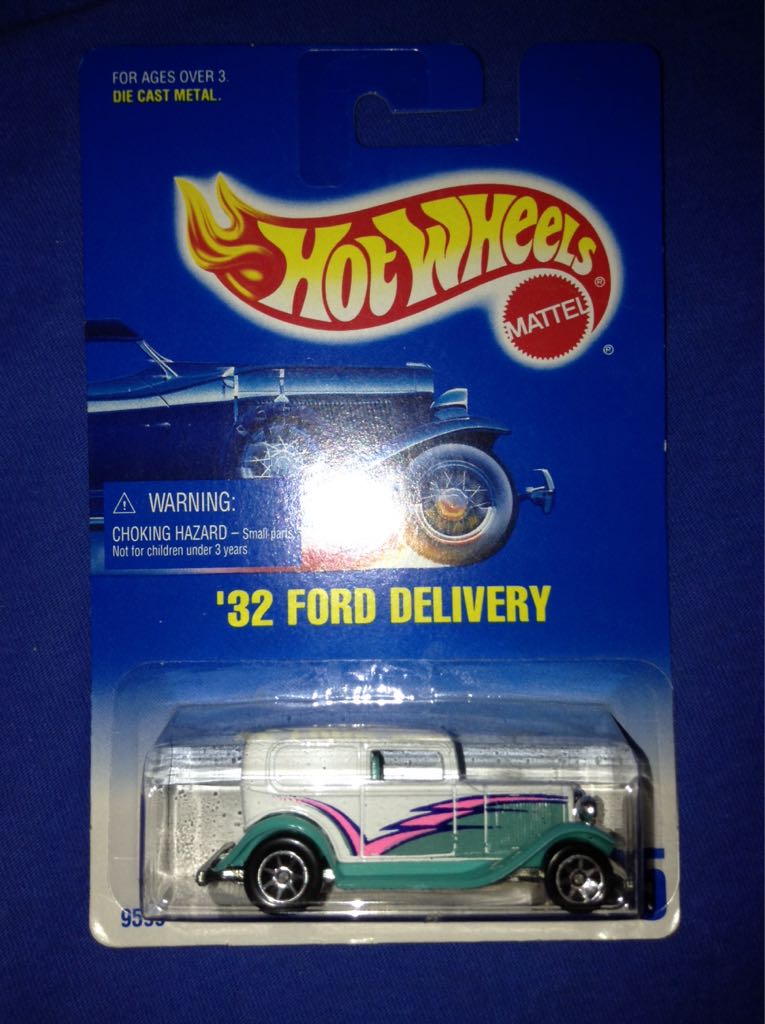 FOR AGES OVER 3.
DIE CAST METAL.
HOT WHEELS ®
MATTEL
®
WARNING:
CHOKING HAZARD – Small parts
Not for children under 3 years
'32 FORD DELIVERY